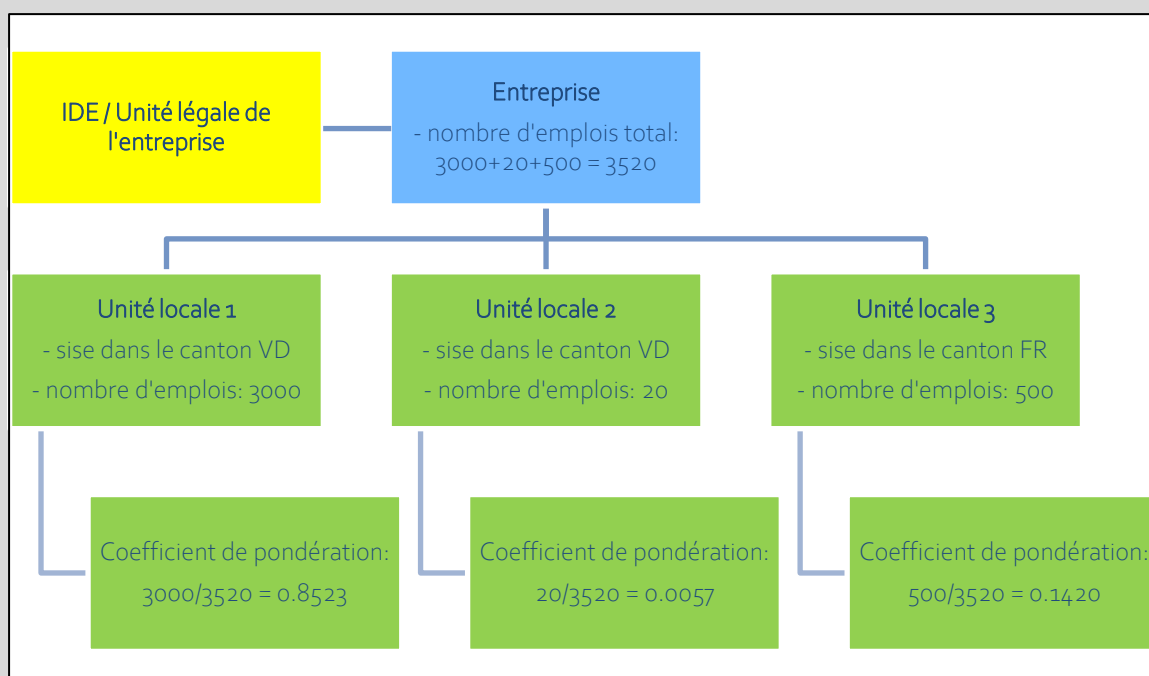 IDE / Unité légale de
l'entreprise
Entreprise
- nombre d'emplois total:
3000+20+500 = 3520
Unité locale 1
- sise dans le canton VD
- nombre d'emplois: 3000
Unité locale 2
- sise dans le canton VD
- nombre d'emplois: 20
Unité locale 3
- sise dans le canton FR
- nombre d'emplois: 500
Coefficient de pondération:
3000/3520 = 0.8523
Coefficient de pondération:
20/3520 = 0.0057
Coefficient de pondération:
500/3520 = 0.1420